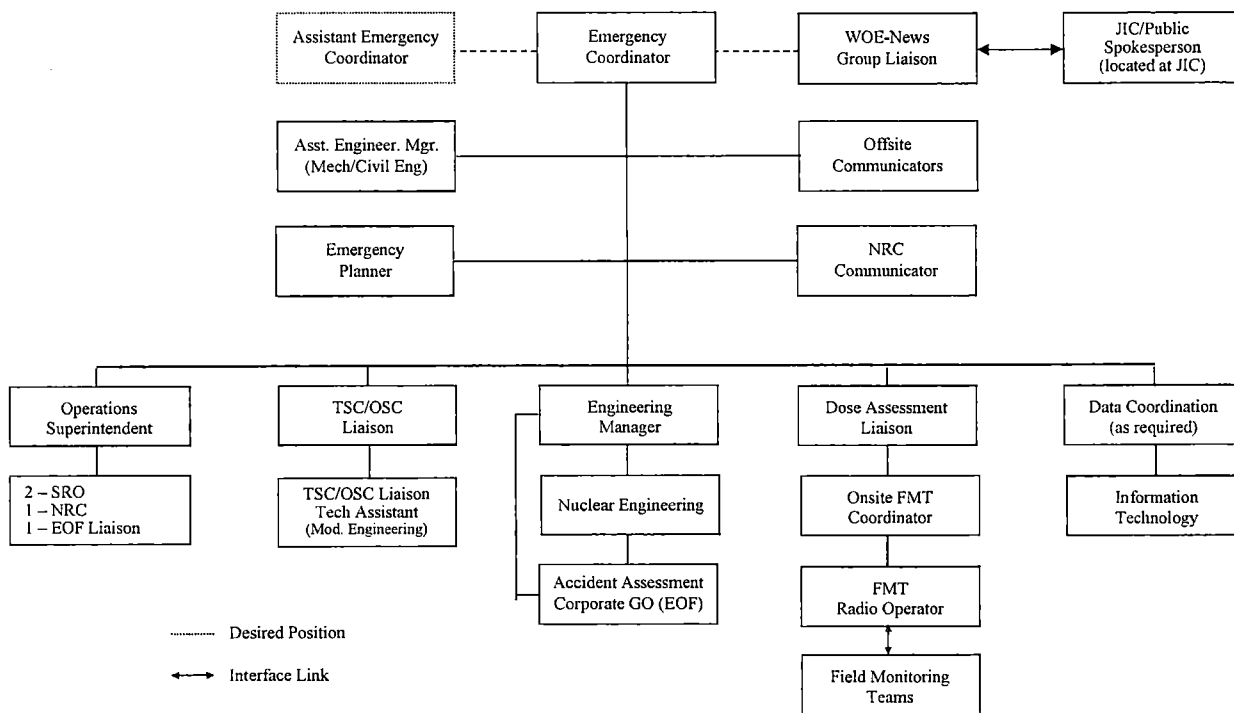 Assistant Emergency
Coordinator
Emergency
Coordinator
WOE-News
Group Liaison
JIC/Public
Spokesperson
(located at JIC)
Asst. Engineer. Mgr.
(Mech/Civil Eng)
Offsite
Communicators
Emergency
Planner
NRC
Communicator
Operations
Superintendent
TSC/OSC
Liaison
Engineering
Manager
Dose Assessment
Liaison
Data Coordination
(as required)
2 – SRO
1 – NRC
1 – EOF Liaison
TSC/OSC Liaison
Tech Assistant
(Mod. Engineering)
Nuclear Engineering
Onsite FMT
Coordinator
Information
Technology
Accident Assessment
Corporate GO (EOF)
FMT
Radio Operator
Desired Position
Interface Link
Field Monitoring
Teams